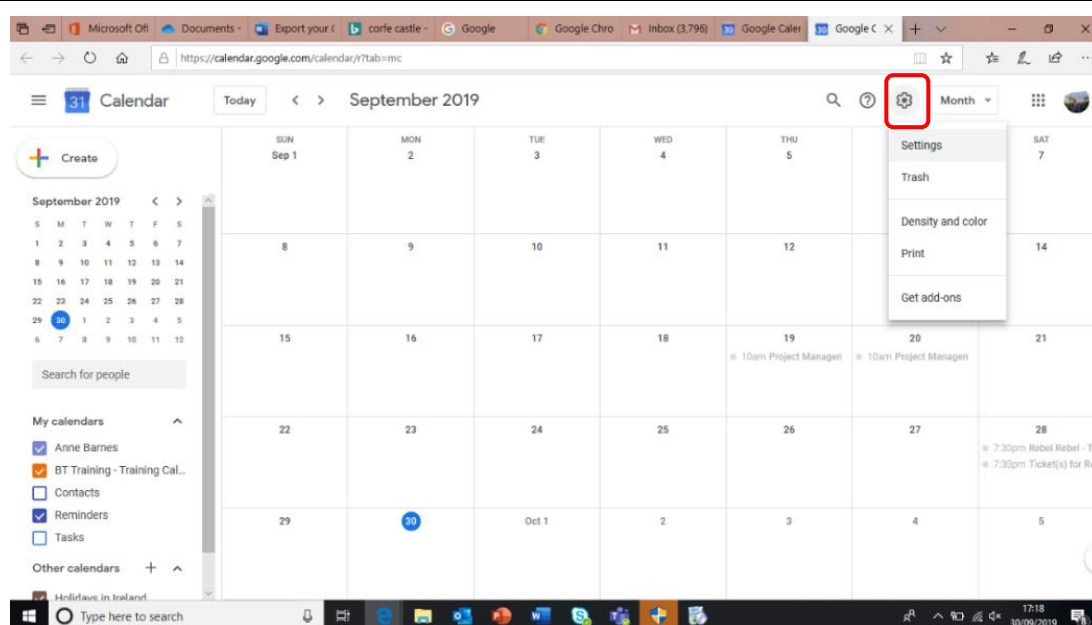 Microsoft Off
Documents -
Export your (
corfe castle -
Google
Google Chro
Inbox (3,796)
Google Caler
Google C
https://calendar.google.com/calendar/r?tab=mc
31 Calendar
Today
September 2019
Month
Create
SUN MON TUE WED THU SAT
Sep 1 2 3 4 5 7
Settings
Trash
Density and color
Print
Get add-ons
September 2019
S M T W T F S
1 2 3 4 5 6 7
8 9 10 11 12 13 14
15 16 17 18 19 20 21
22 23 24 25 26 27 28
29 30 1 2 3 4 5
6 7 8 9 10 11 12
8 9 10 11 12 14
15 16 17 18 19 20 21
10am Project Managen
10am Project Managen
22 23 24 25 26 27 28
7:30pm Rebel Rebel - T
7:30pm Ticket(s) for Re
29 30 Oct 1 2 3 4 5
Search for people
My calendars
Anne Barnes
BT Training - Training Cal...
Contacts
Reminders
Tasks
Other calendars
Holidays in Ireland
Type here to search
17:18
30/09/2019